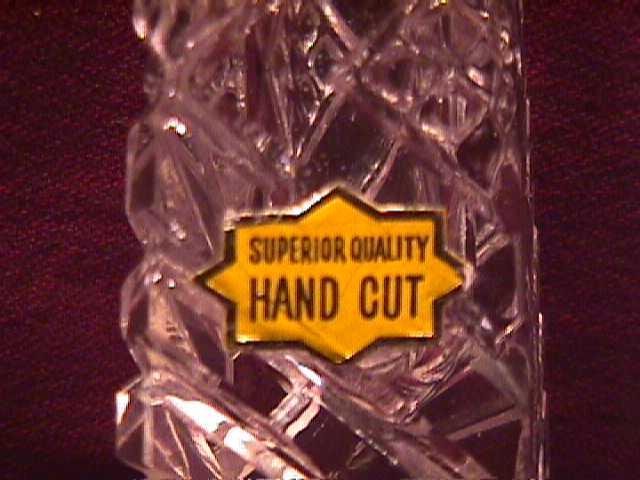 SUPERIOR QUALITY
HAND CUT